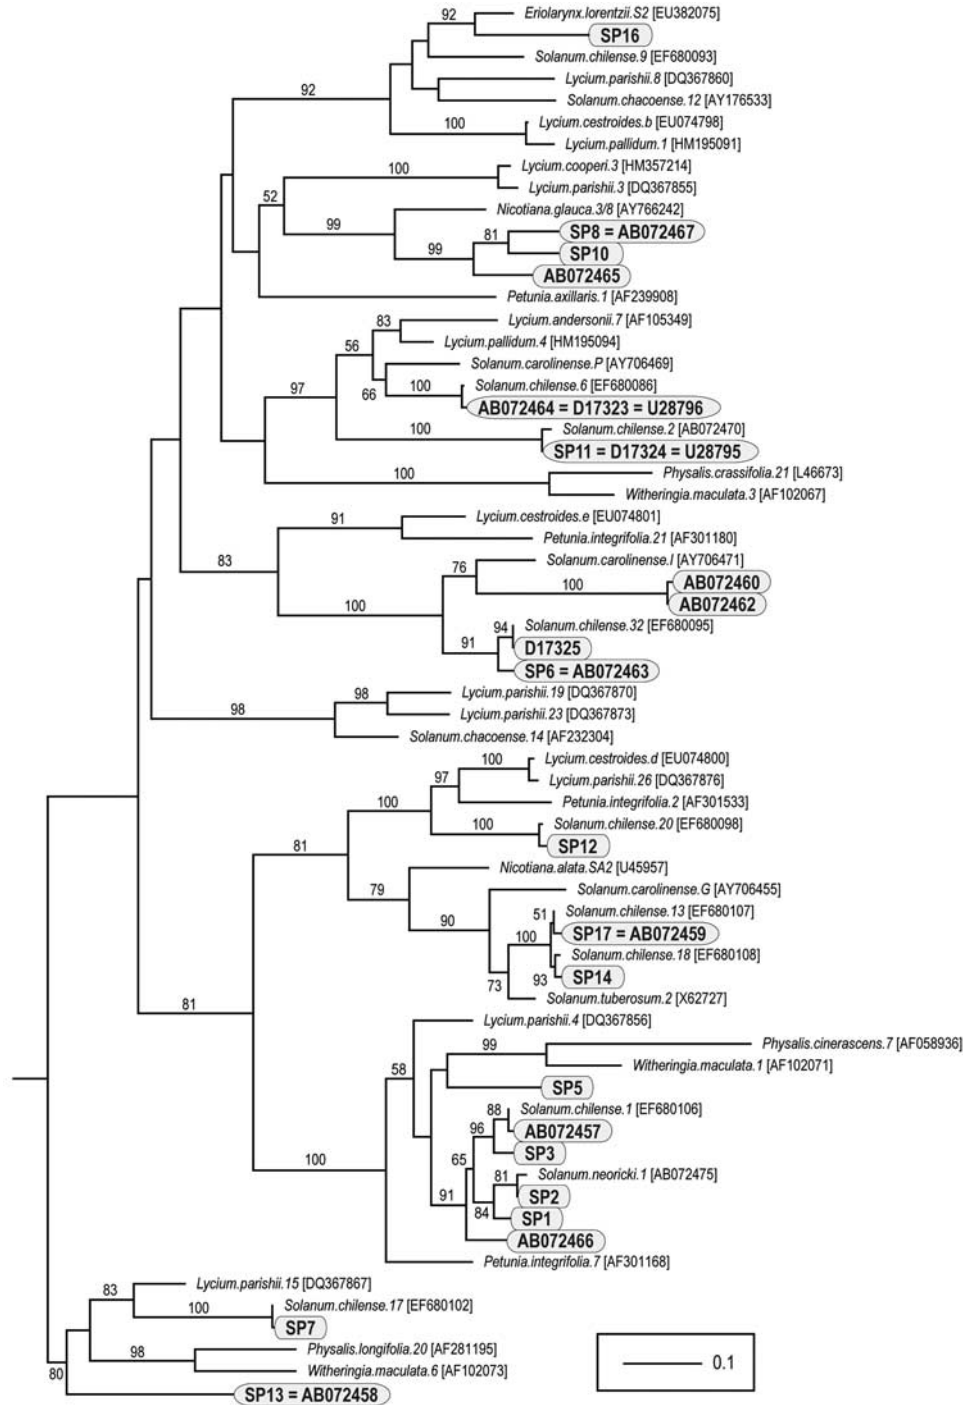 92
Eriolarynx.lorentzii.S2 [EU382075]
SP16
Solanum.chilense.9 [EF680093]
Lycium.parishii.8 [DQ367860]
92
Solanum.chacoense.12 [AY176533]
Lycium.cestroides.b [EU074798]
100
Lycium.pallidum.1 [HM195091]
Lycium.cooperi.3 [HM357214]
100
Lycium.parishii.3 [DQ367855]
52
Nicotiana.glauca.3/8 [AY766242]
99
SP8 = AB072467
81
SP10
99
AB072465
Petunia.axillaris.1 [AF239908]
Lycium.andersonii.7 [AF105349]
83
Lycium.pallidum.4 [HM195094]
56
Solanum.carolinense.P [AY706469]
Solanum.chilense.6 [EF680086]
97
66
100
AB072464 = D17323 = U28796
Solanum.chilense.2 [AB072470]
100
SP11 = D17324 = U28795
Physalis.crassifolia.21 [L46673]
100
Witheringia.maculata.3 [AF102067]
Lycium.cestroides.e [EU074801]
91
Petunia.integrifolia.21 [AF301180]
Solanum.carolinense.I [AY706471]
83
76
AB072460
100
AB072462
100
Solanum.chilense.32 [EF680095]
94
D17325
91
SP6 = AB072463
Lycium.parishii.19 [DQ367870]
98
Lycium.parishii.23 [DQ367873]
98
Solanum.chacoense.14 [AF232304]
Lycium.cestroides.d [EU074800]
100
Lycium.parishii.26 [DQ367876]
97
Petunia.integrifolia.2 [AF301533]
100
Solanum.chilense.20 [EF680098]
100
SP12
81
Nicotiana.alata.SA2 [U45957]
79
Solanum.carolinense.G [AY706455]
Solanum.chilense.13 [EF680107]
51
90
SP17 = AB072459
100
Solanum.chilense.18 [EF680108]
73
93
SP14
Solanum.tuberosum.2 [X62727]
81
Lycium.parishii.4 [DQ367856]
Physalis.cinerascens.7 [AF058936]
99
Witheringia.maculata.1 [AF102071]
58
SP5
Solanum.chilense.1 [EF680106]
88
AB072457
96
SP3
100
65
Solanum.neoricki.1 [AB072475]
81
SP2
91
84
SP1
AB072466
Petunia.integrifolia.7 [AF301168]
Lycium.parishii.15 [DQ367867]
83
Solanum.chilense.17 [EF680102]
100
SP7
Physalis.longifolia.20 [AF281195]
98
Witheringia.maculata.6 [AF102073]
80
SP13 = AB072458
0.1